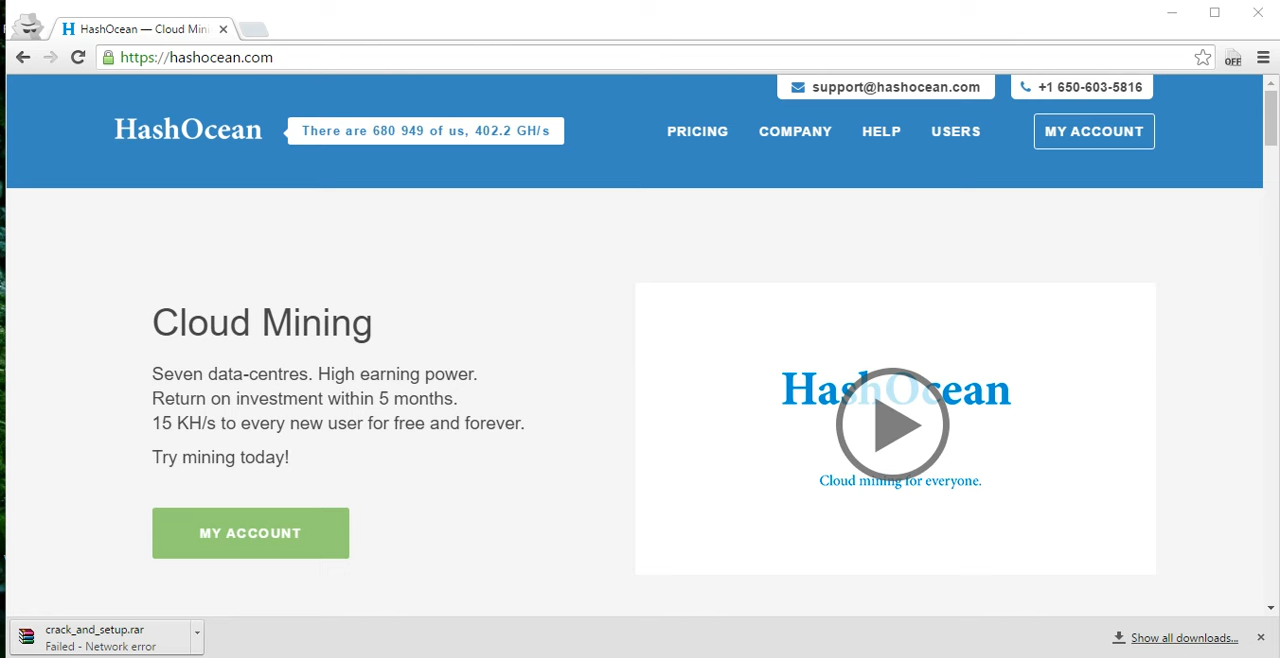 HashOcean — Cloud Min
https://hashocean.com
OFF
support@hashocean.com
+1 650-603-5816
HashOcean
There are 680 949 of us, 402.2 GH/s
PRICING
COMPANY
HELP
USERS
MY ACCOUNT
Cloud Mining
Seven data-centres. High earning power.
Return on investment within 5 months.
15 KH/s to every new user for free and forever.
Try mining today!
MY ACCOUNT
HashOcean
Cloud mining for everyone.
crack_and_setup.rar
Failed - Network error
Show all downloads...